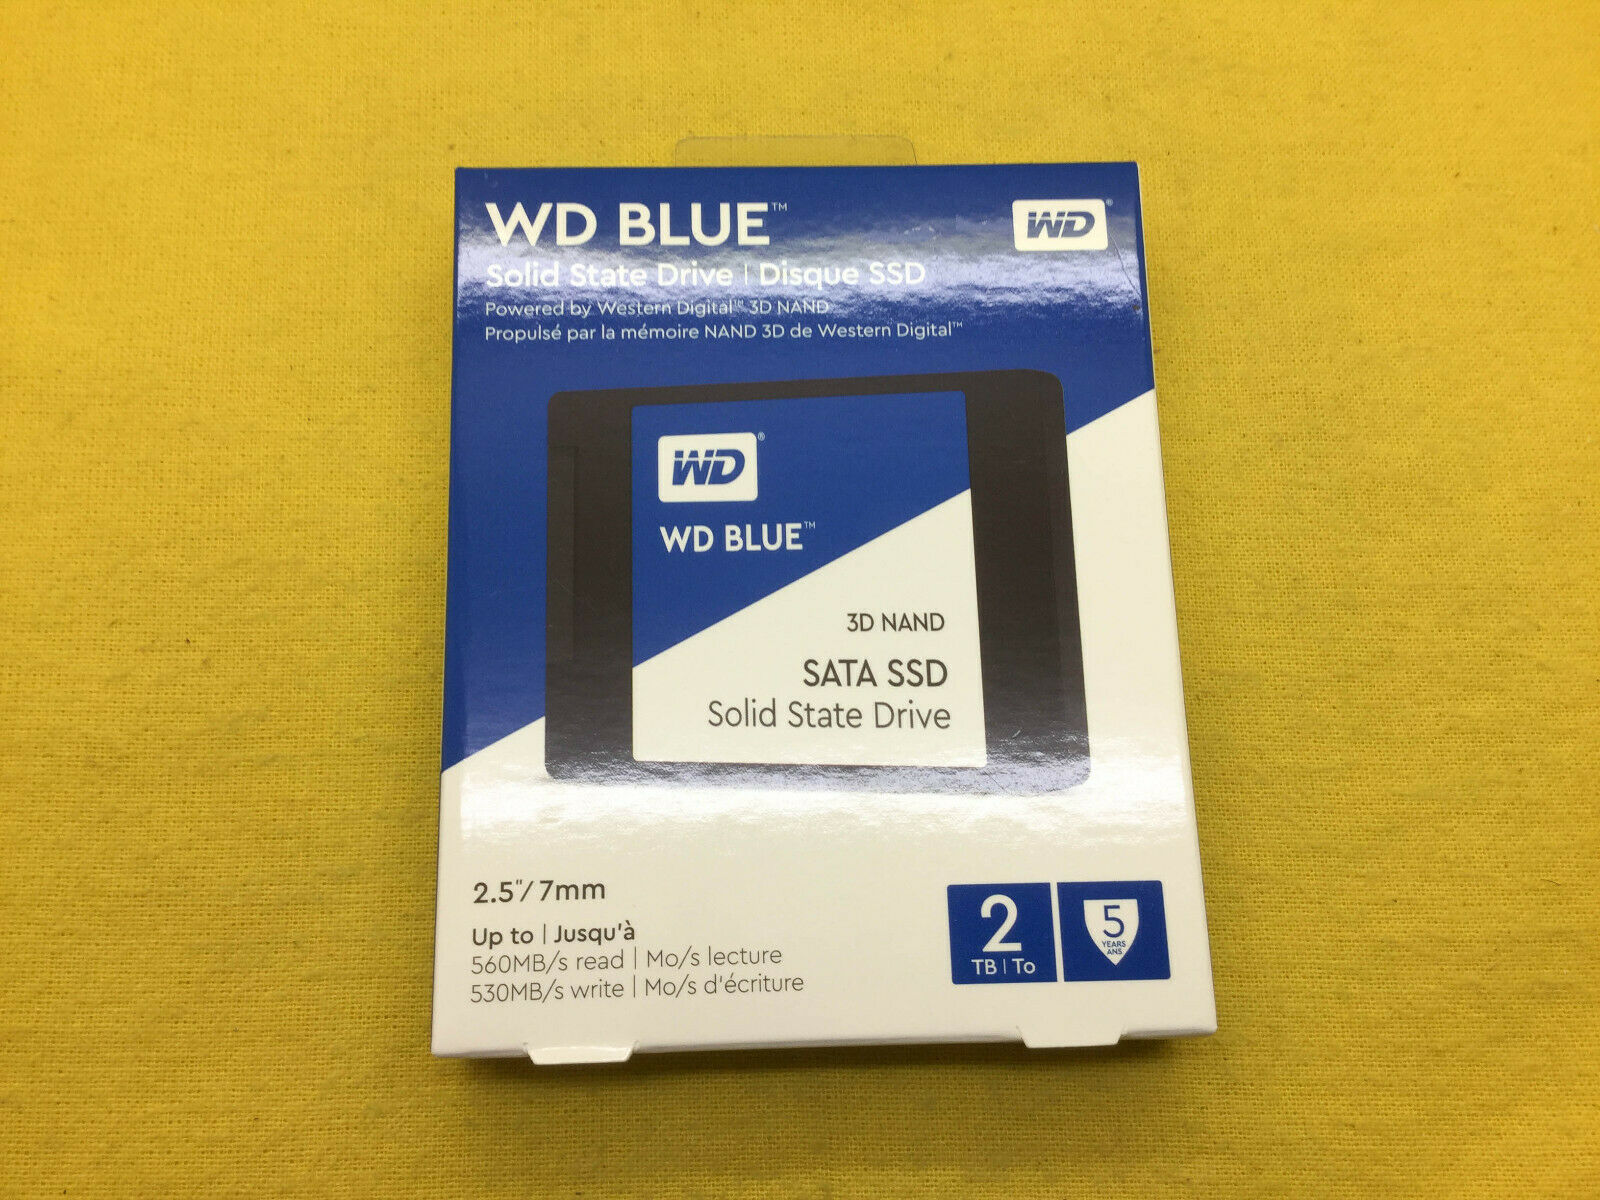 WD BLUE™
WD®
Solid State Drive | Disque SSD
Powered by Western Digital™ 3D NAND
Propulsé par la mémoire NAND 3D de Western Digital™
WD®
WD BLUE™
3D NAND
SATA SSD
Solid State Drive
2.5"/7mm
Up to | Jusqu'à
560MB/s read | Mo/s lecture
530MB/s write | Mo/s d'écriture
2
TB | To
5
YEARS
ANS